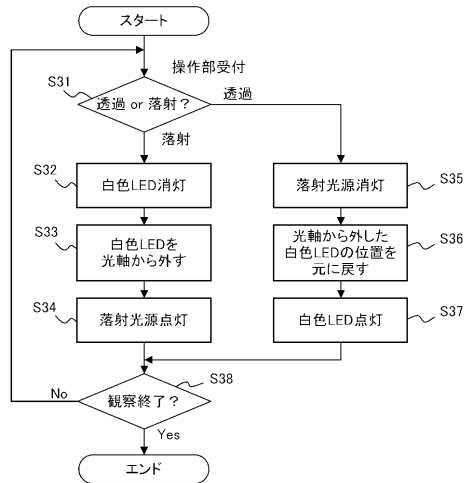 スタート
操作部受付
S31
透過 or 落射？
透過
落射
S32
白色LED消灯
S33
白色LEDを
光軸から外す
S34
落射光源点灯
落射光源消灯
S35
光軸から外した
白色LEDの位置を
元に戻す
S36
白色LED点灯
S37
S38
No
観察終了？
Yes
エンド